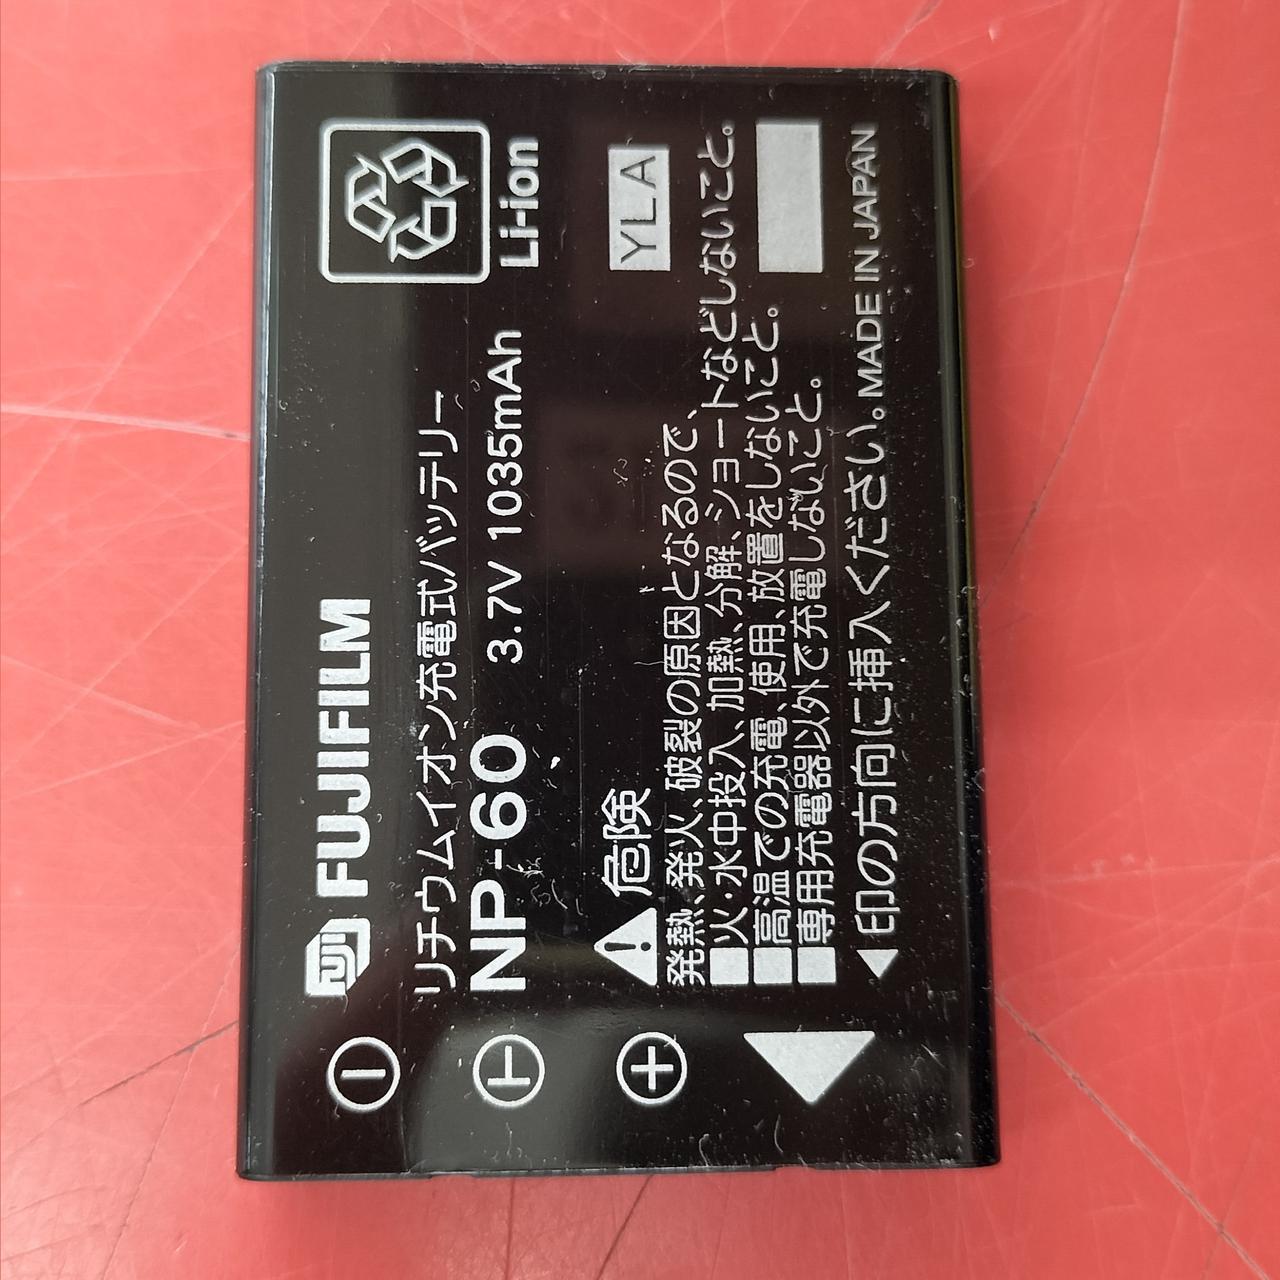 FUJI FUJIFILM
リチウムイオン充電式バッテリー
NP-60 3.7V 1035mAh Li-ion
危険
YLA
発熱、発火、破裂の原因となるので、
火・水中投入、加熱、分解、ショートなどしないこと。
高温での充電、使用、放置をしないこと。
専用充電器以外で充電しないこと。
◀印の方向に挿入ください。MADE IN JAPAN
− T +